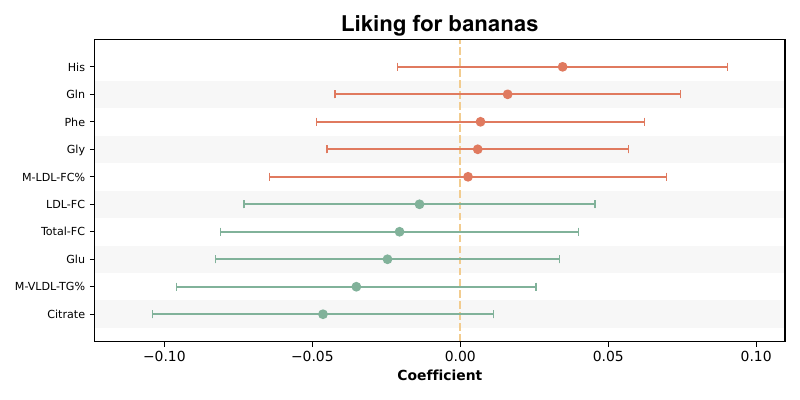 Liking for bananas
His
Gln
Phe
Gly
M-LDL-FC%
LDL-FC
Total-FC
Glu
M-VLDL-TG%
Citrate
−0.10 −0.05 0.00 0.05 0.10
Coefficient